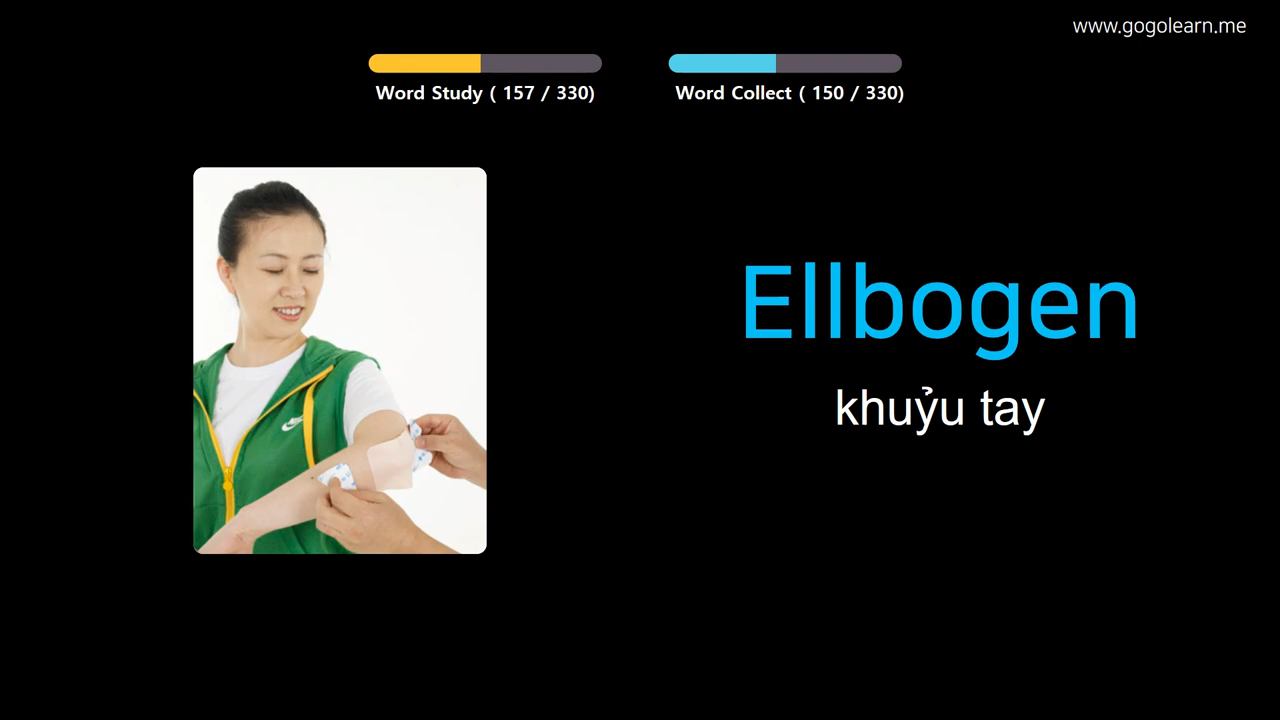 www.gogolearn.me
Word Study ( 157 / 330)
Word Collect ( 150 / 330)
Ellbogen
khuỷu tay